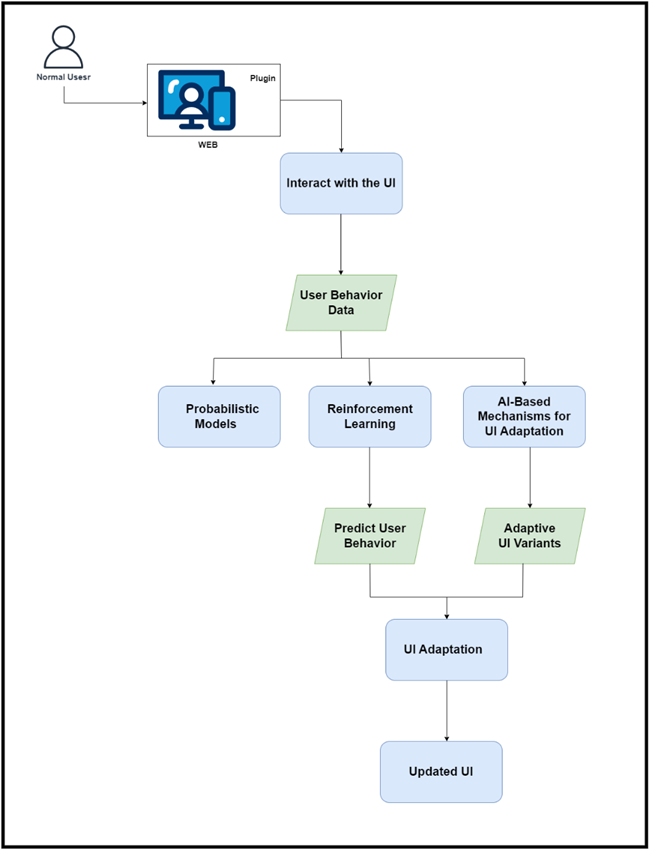 Normal Usesr
Plugin
WEB
Interact with the UI
User Behavior
Data
Probabilistic
Models
Reinforcement
Learning
AI-Based
Mechanisms for
UI Adaptation
Predict User
Behavior
Adaptive
UI Variants
UI Adaptation
Updated UI